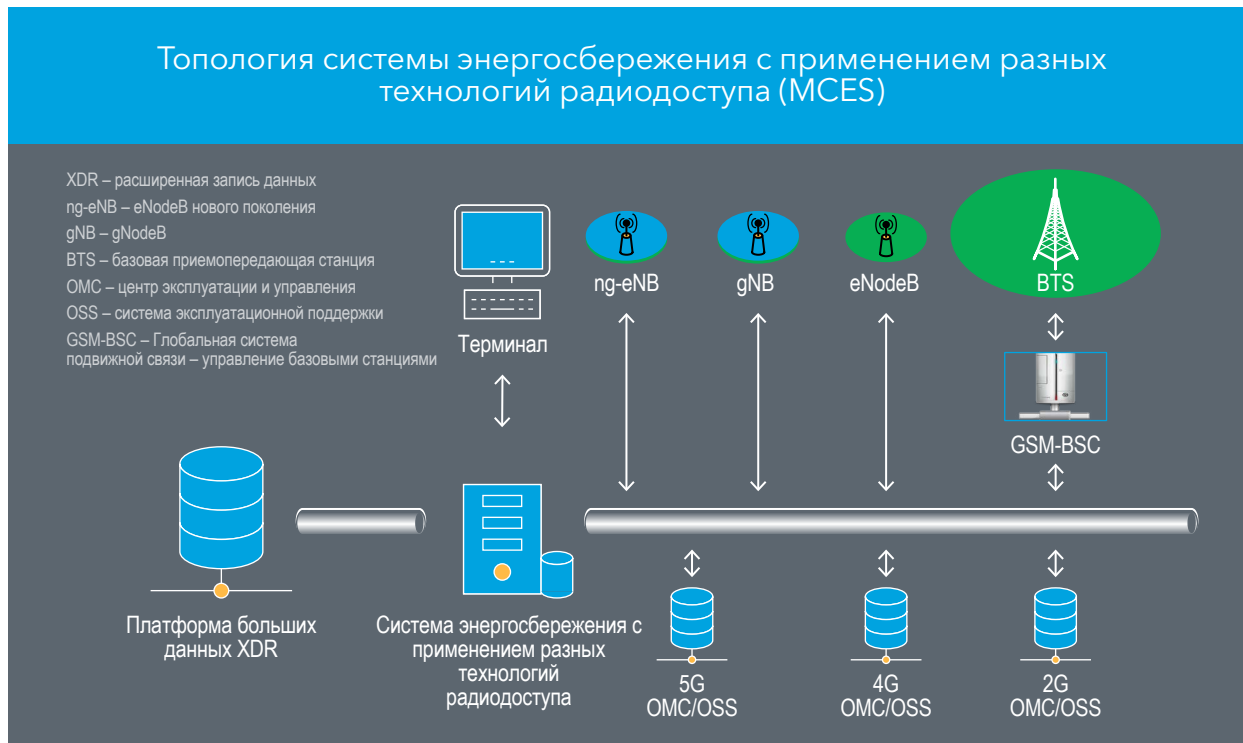 Топология системы энергосбережения с применением разных
технологий радиодоступа (MCES)
XDR – расширенная запись данных
ng-eNB – eNodeB нового поколения
gNB – gNodeB
BTS – базовая приемопередающая станция
OMC – центр эксплуатации и управления
OSS – система эксплуатационной поддержки
GSM-BSC – Глобальная система
подвижной связи – управление базовыми станциями
Терминал
ng-eNB
gNB
eNodeB
BTS
GSM-BSC
Платформа больших
данных XDR
Система энергосбережения с
применением разных
технологий
радиодоступа
5G
OMC/OSS
4G
OMC/OSS
2G
OMC/OSS